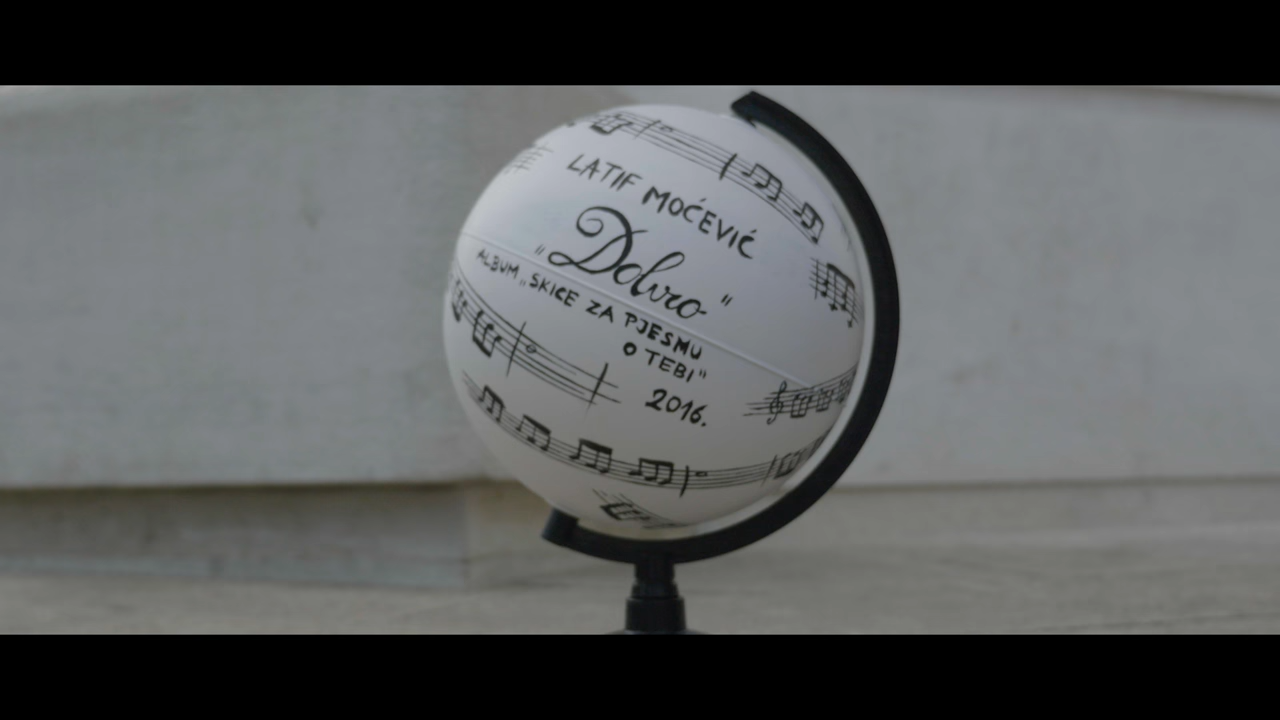 LATIF MOĆEVIĆ
„Dobro"
ALBUM „SKICE ZA PJESMU
O TEBI"
2016.